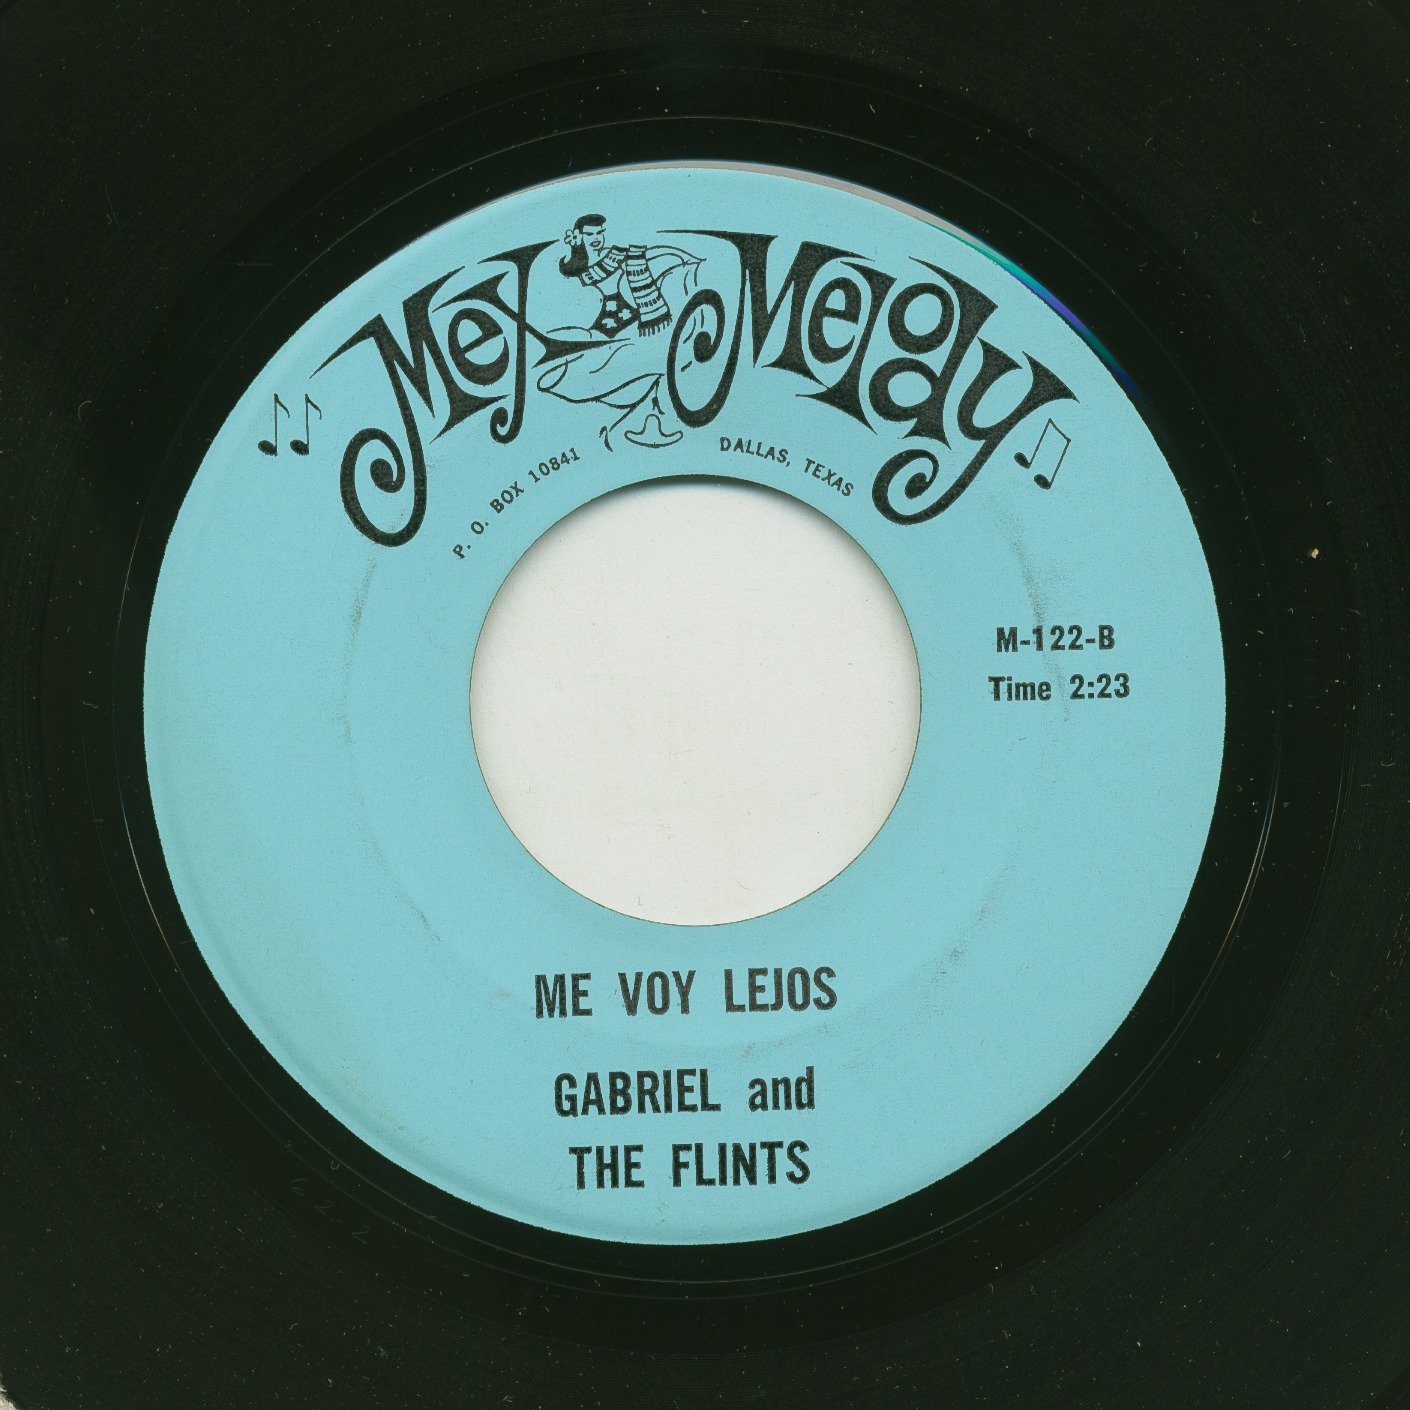 Mex Melody
P. O. BOX 10841 DALLAS, TEXAS
M-122-B
Time 2:23
ME VOY LEJOS
GABRIEL and
THE FLINTS